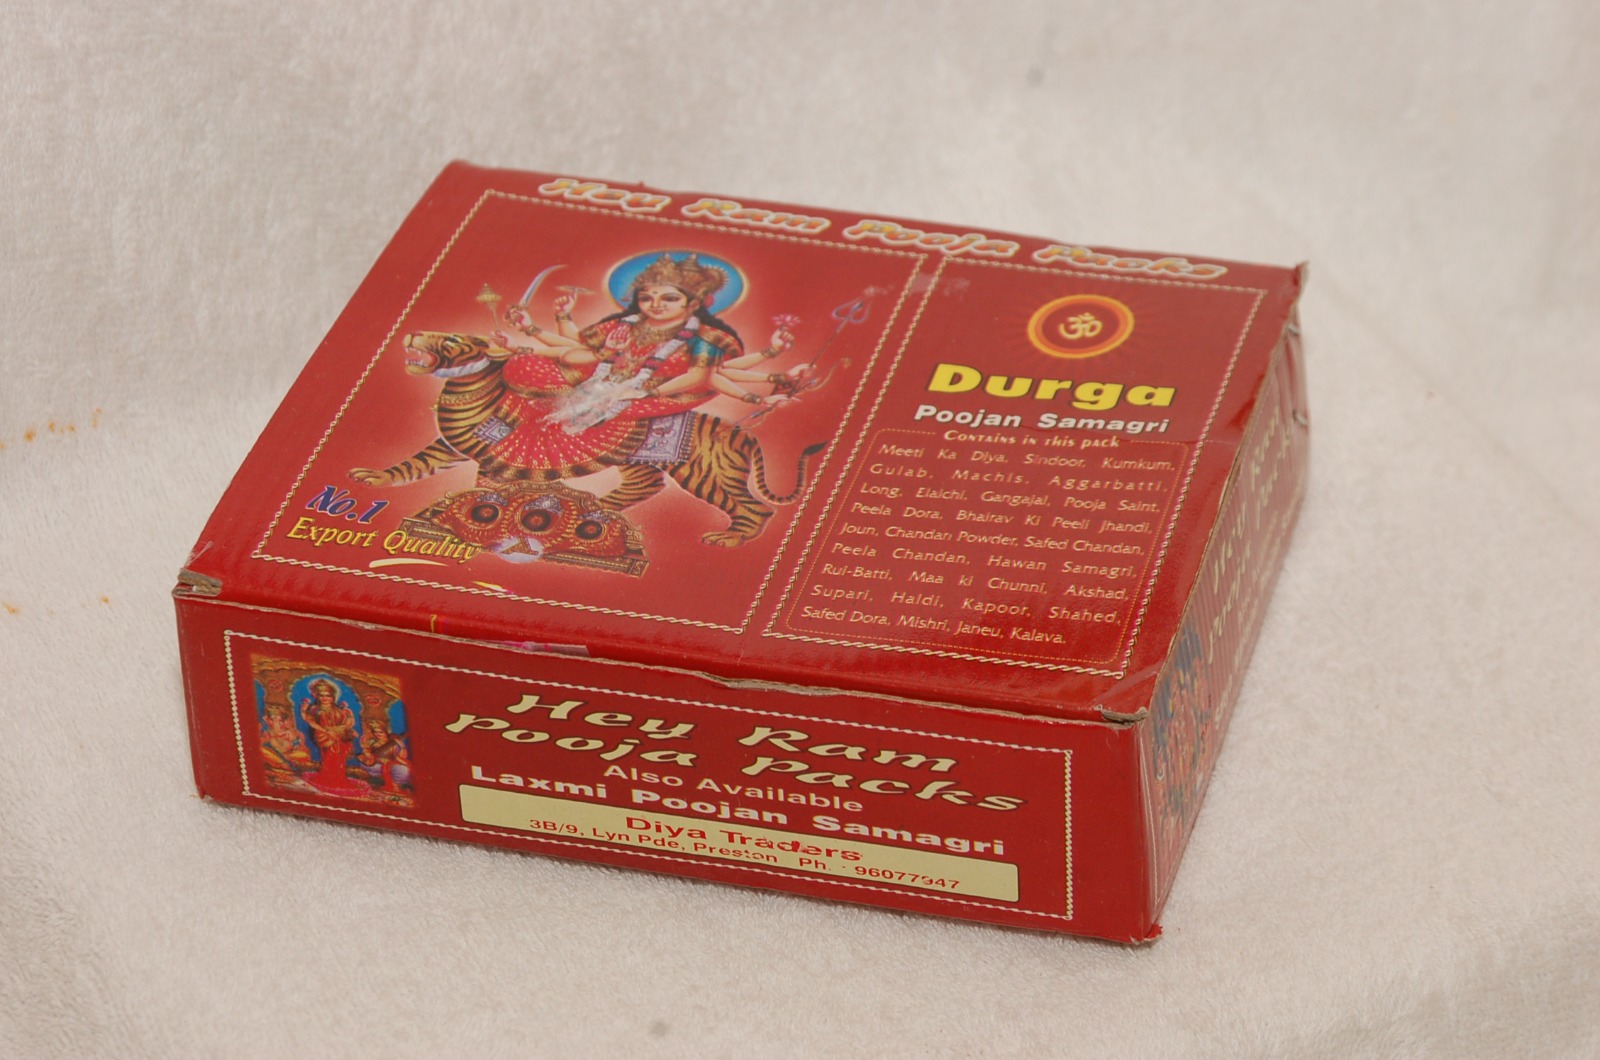 Hey Ram Pooja Packs
ॐ
Durga
Poojan Samagri
Contains in this pack
Meeti Ka Diya, Sindoor, Kumkum,
Gulab, Machis, Aggarbatti,
Long, Elaichi, Gangajal, Pooja Saint,
Peela Dora, Bhairav Ki Peeli Jhandi,
Joun, Chandan Powder, Safed Chandan,
Peela Chandan, Hawan Samagri,
Rui-Batti, Maa ki Chunni, Akshad,
Supari, Haldi, Kapoor, Shahed,
Safed Dora, Mishri, Janeu, Kalava.
No.1
Export Quality
Hey Ram
Pooja Packs
Also Available
Laxmi Poojan Samagri
Diya Traders
3B/9, Lyn Pde, Preston Ph. : 96077947